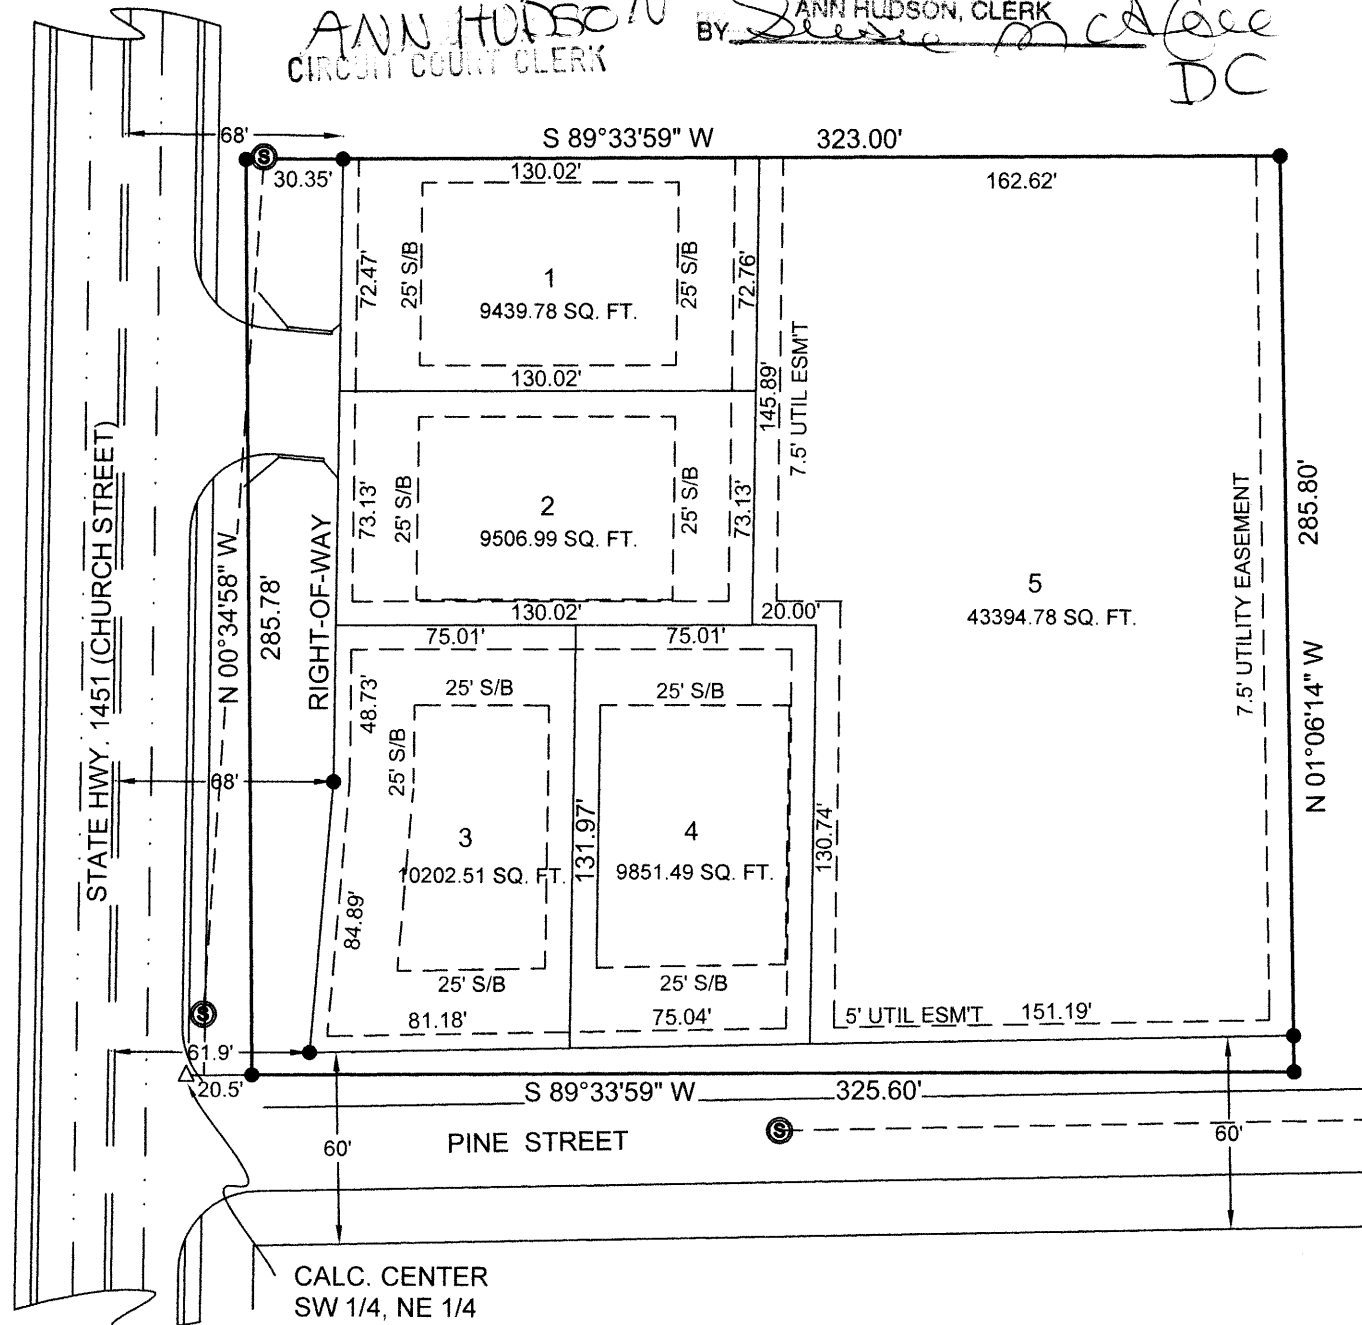 ANN HUDSON
CIRCUIT COURT CLERK
ANN HUDSON, CLERK
BY Susie McAfee
DC
68'
S 89°33'59" W 323.00'
S
30.35'
130.02'
162.62'
72.47'
25' S/B
1
9439.78 SQ. FT.
25' S/B
72.76'
130.02'
145.89'
7.5' UTIL ESM'T
73.13'
25' S/B
2
9506.99 SQ. FT.
25' S/B
73.13'
130.02'
20.00'
5
43394.78 SQ. FT.
7.5' UTILITY EASEMENT
285.80'
N 01°06'14" W
STATE HWY. 1451 (CHURCH STREET)
N 00°34'58" W
285.78'
RIGHT-OF-WAY
75.01'
75.01'
48.73'
25' S/B
25' S/B
25' S/B
68'
3
10202.51 SQ. FT.
131.97'
4
9851.49 SQ. FT.
130.74'
84.89'
25' S/B
25' S/B
81.18'
75.04'
5' UTIL ESM'T 151.19'
S
61.9'
20.5'
S 89°33'59" W 325.60'
PINE STREET
S
60'
60'
CALC. CENTER
SW 1/4, NE 1/4